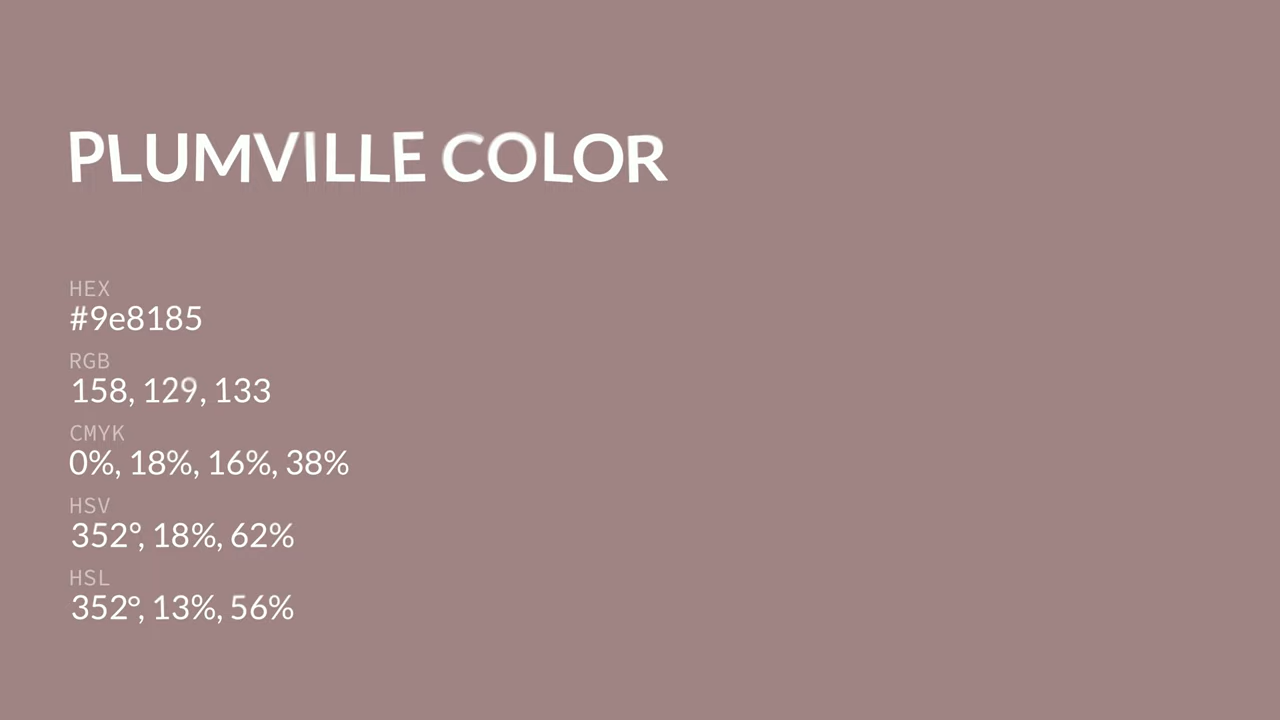 PLUMVILLE COLOR
HEX
#9e8185
RGB
158, 129, 133
CMYK
0%, 18%, 16%, 38%
HSV
352°, 18%, 62%
HSL
352°, 13%, 56%